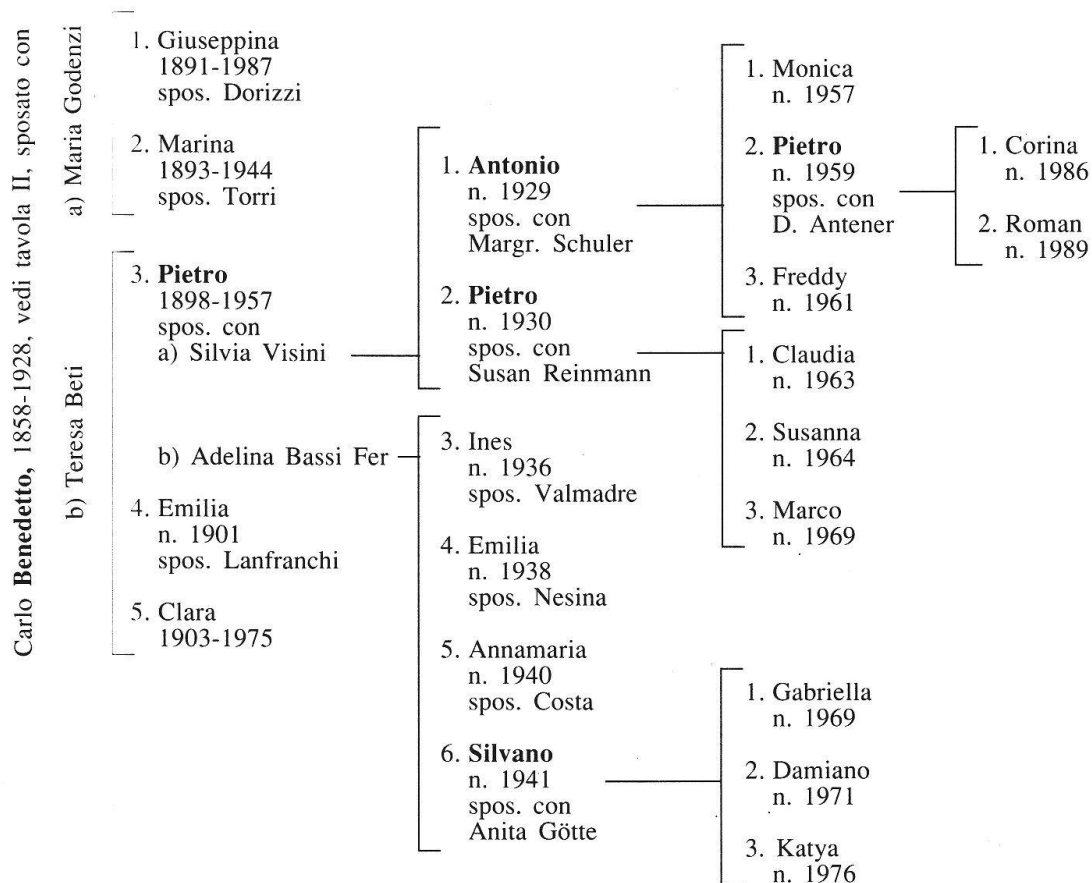 Carlo Benedetto, 1858-1928, vedi tavola II, sposato con
a) Maria Godenzi
b) Teresa Beti
1. Giuseppina
1891-1987
spos. Dorizzi
2. Marina
1893-1944
spos. Torri
3. Pietro
1898-1957
spos. con
a) Silvia Visini
b) Adelina Bassi Fer
4. Emilia
n. 1901
spos. Lanfranchi
5. Clara
1903-1975
1. Antonio
n. 1929
spos. con
Margr. Schuler
2. Pietro
n. 1930
spos. con
Susan Reinmann
3. Ines
n. 1936
spos. Valmadre
4. Emilia
n. 1938
spos. Nesina
5. Annamaria
n. 1940
spos. Costa
6. Silvano
n. 1941
spos. con
Anita Götte
1. Monica
n. 1957
2. Pietro
n. 1959
spos. con
D. Antener
3. Freddy
n. 1961
1. Claudia
n. 1963
2. Susanna
n. 1964
3. Marco
n. 1969
1. Gabriella
n. 1969
2. Damiano
n. 1971
3. Katya
n. 1976
1. Corina
n. 1986
2. Roman
n. 1989